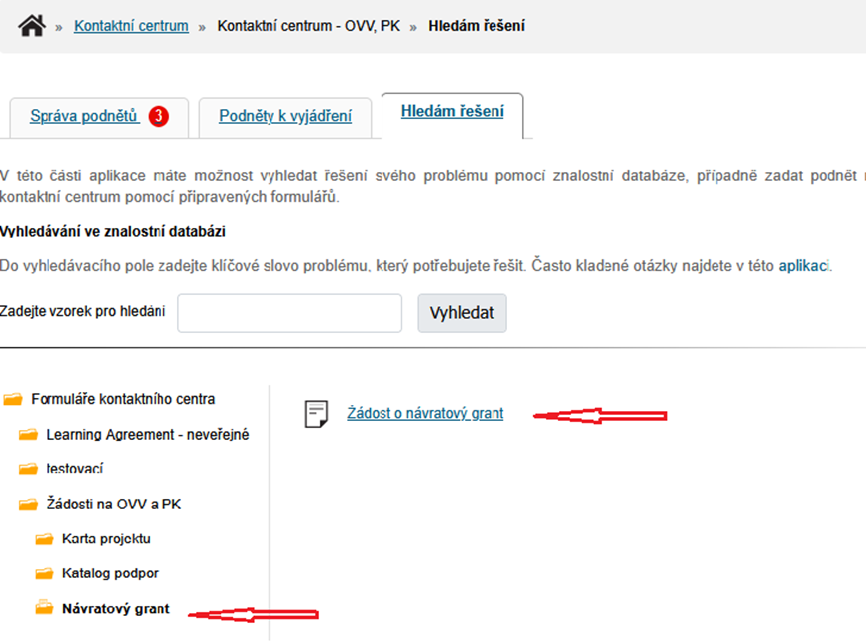 » Kontaktní centrum » Kontaktní centrum - OVV, PK » Hledám řešení
Správa podnětů 3 Podněty k vyjádření Hledám řešení
V této části aplikace máte možnost vyhledat řešení svého problému pomocí znalostní databáze, případně zadat podnět
kontaktní centrum pomocí připravených formulářů.
Vyhledávání ve znalostní databázi
Do vyhledávacího pole zadejte klíčové slovo problému, který potřebujete řešit. Často kladené otázky najdete v této aplikaci.
Zadejte vzorek pro hledání Vyhledat
Formuláře kontaktního centra
Learning Agreement - neveřejné
testovací
Žádosti na OVV a PK
Karta projektu
Katalog podpor
Návratový grant
Žádost o návratový grant